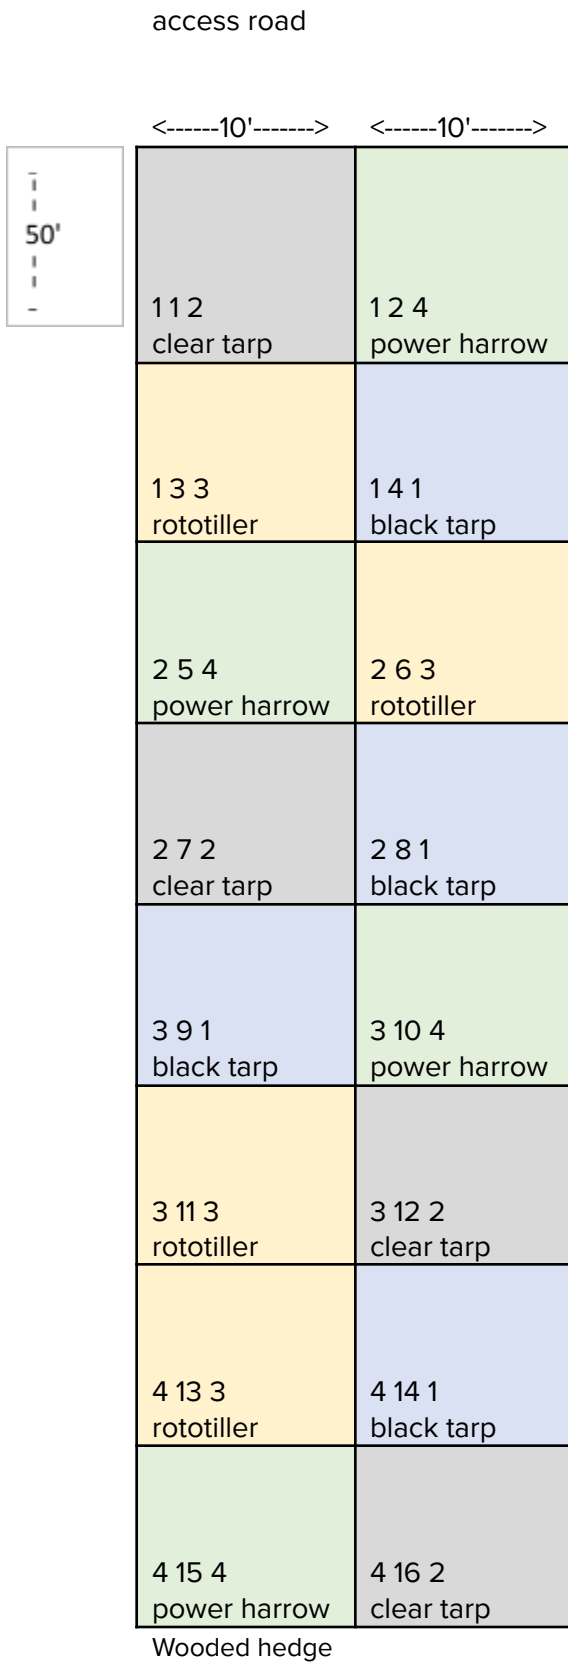 access road
<------10'-------> <------10'------->
50'
1 1 2 1 2 4
clear tarp power harrow
1 3 3 1 4 1
rototiller black tarp
2 5 4 2 6 3
power harrow rototiller
2 7 2 2 8 1
clear tarp black tarp
3 9 1 3 10 4
black tarp power harrow
3 11 3 3 12 2
rototiller clear tarp
4 13 3 4 14 1
rototiller black tarp
4 15 4 4 16 2
power harrow clear tarp
Wooded hedge